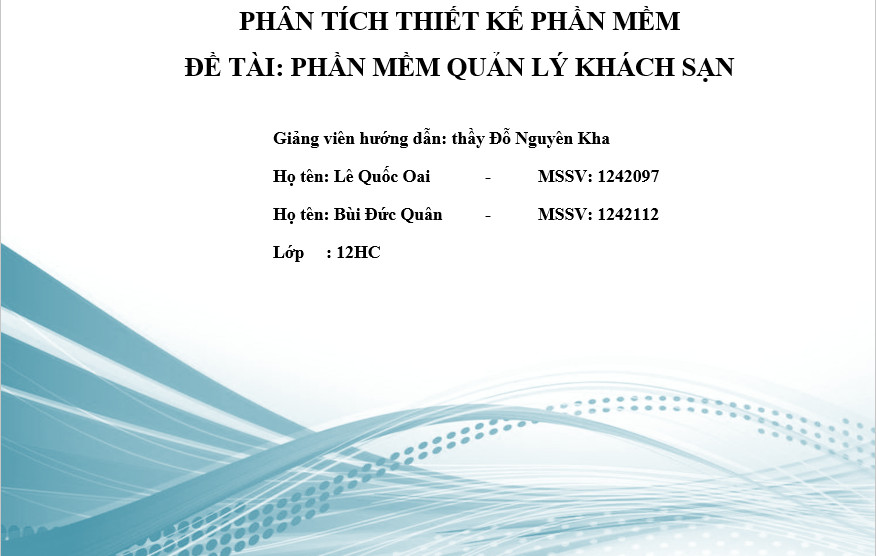 PHÂN TÍCH THIẾT KẾ PHẦN MỀM
ĐỀ TÀI: PHẦN MỀM QUẢN LÝ KHÁCH SẠN
Giảng viên hướng dẫn: thầy Đỗ Nguyên Kha
Họ tên: Lê Quốc Oai - MSSV: 1242097
Họ tên: Bùi Đức Quân - MSSV: 1242112
Lớp : 12HC